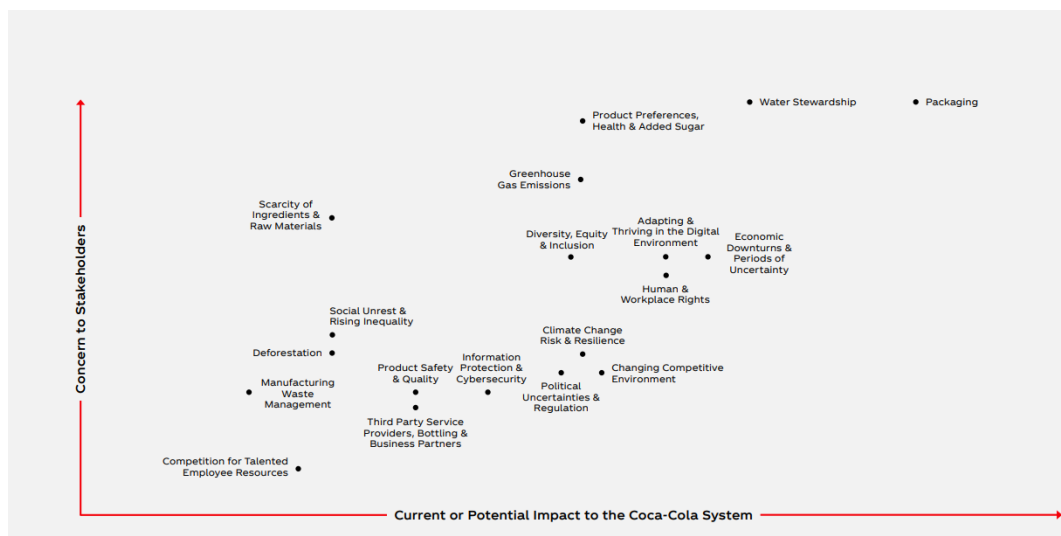 Water Stewardship
Packaging
Product Preferences,
Health & Added Sugar
Greenhouse
Gas Emissions
Scarcity of
Ingredients &
Raw Materials
Diversity, Equity
& Inclusion
Adapting &
Thriving in the Digital
Environment
Economic
Downturns &
Periods of
Uncertainty
Human &
Workplace Rights
Social Unrest &
Rising Inequality
Deforestation
Manufacturing
Waste
Management
Product Safety
& Quality
Information
Protection &
Cybersecurity
Climate Change
Risk & Resilience
Political
Uncertainties &
Regulation
Changing Competitive
Environment
Third Party Service
Providers, Bottling &
Business Partners
Competition for Talented
Employee Resources
Concern to Stakeholders
Current or Potential Impact to the Coca-Cola System